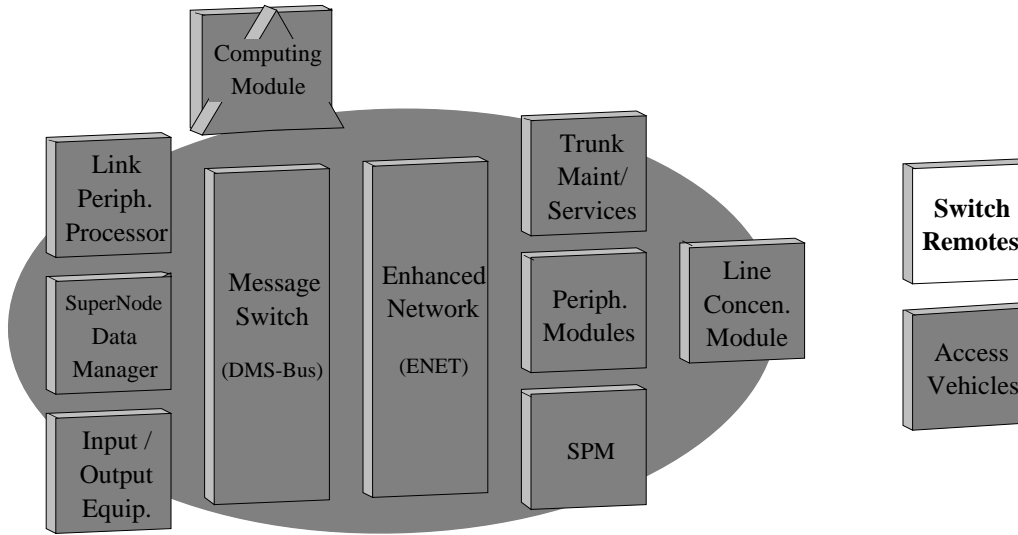 Computing
Module
Link
Periph.
Processor
SuperNode
Data
Manager
Input /
Output
Equip.
Message
Switch
(DMS-Bus)
Enhanced
Network
(ENET)
Trunk
Maint/
Services
Periph.
Modules
SPM
Line
Concen.
Module
Switch
Remotes
Access
Vehicles